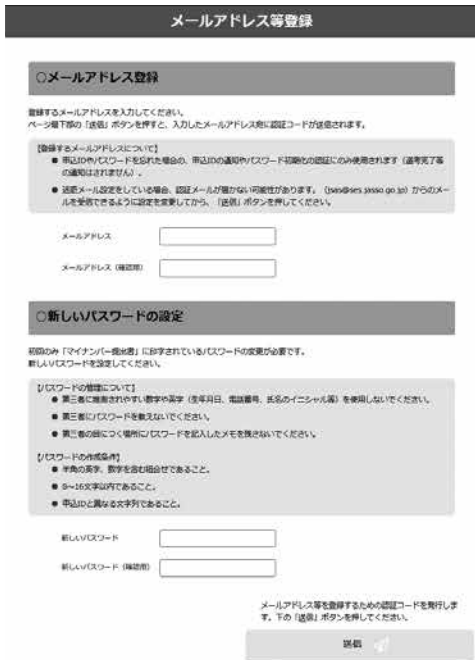 メールアドレス等登録
○メールアドレス登録
登録するメールアドレスを入力してください。
ページ最下部の「送信」ボタンを押すと、入力したメールアドレス宛に認証コードが送信されます。
【登録するメールアドレスについて】
● 申込IDやパスワードを忘れた場合の、申込IDの通知やパスワード初期化の認証にのみ使用されます（選考完了等
の通知はされません）。
● 迷惑メール設定をしている場合、認証メールが届かない可能性があります。（jsas@ses.jasso.go.jp）からのメー
ルを受信できるように設定を変更してから、「送信」ボタンを押してください。
メールアドレス
メールアドレス（確認用）
○新しいパスワードの設定
初回のみ「マイナンバー提出書」に印字されているパスワードの変更が必要です。
新しいパスワードを設定してください。
【パスワードの管理について】
● 第三者に推測されやすい数字や英字（生年月日、電話番号、氏名のイニシャル等）を使用しないでください。
● 第三者にパスワードを教えないでください。
● 第三者の目につく場所にパスワードを記入したメモを残さないでください。
【パスワードの作成条件】
● 半角の英字、数字を含む組合せであること。
● 8～16文字以内であること。
● 申込IDと異なる文字列であること。
新しいパスワード
新しいパスワード（確認用）
メールアドレス等を登録するための認証コードを発行しま
す。下の「送信」ボタンを押してください。
送信